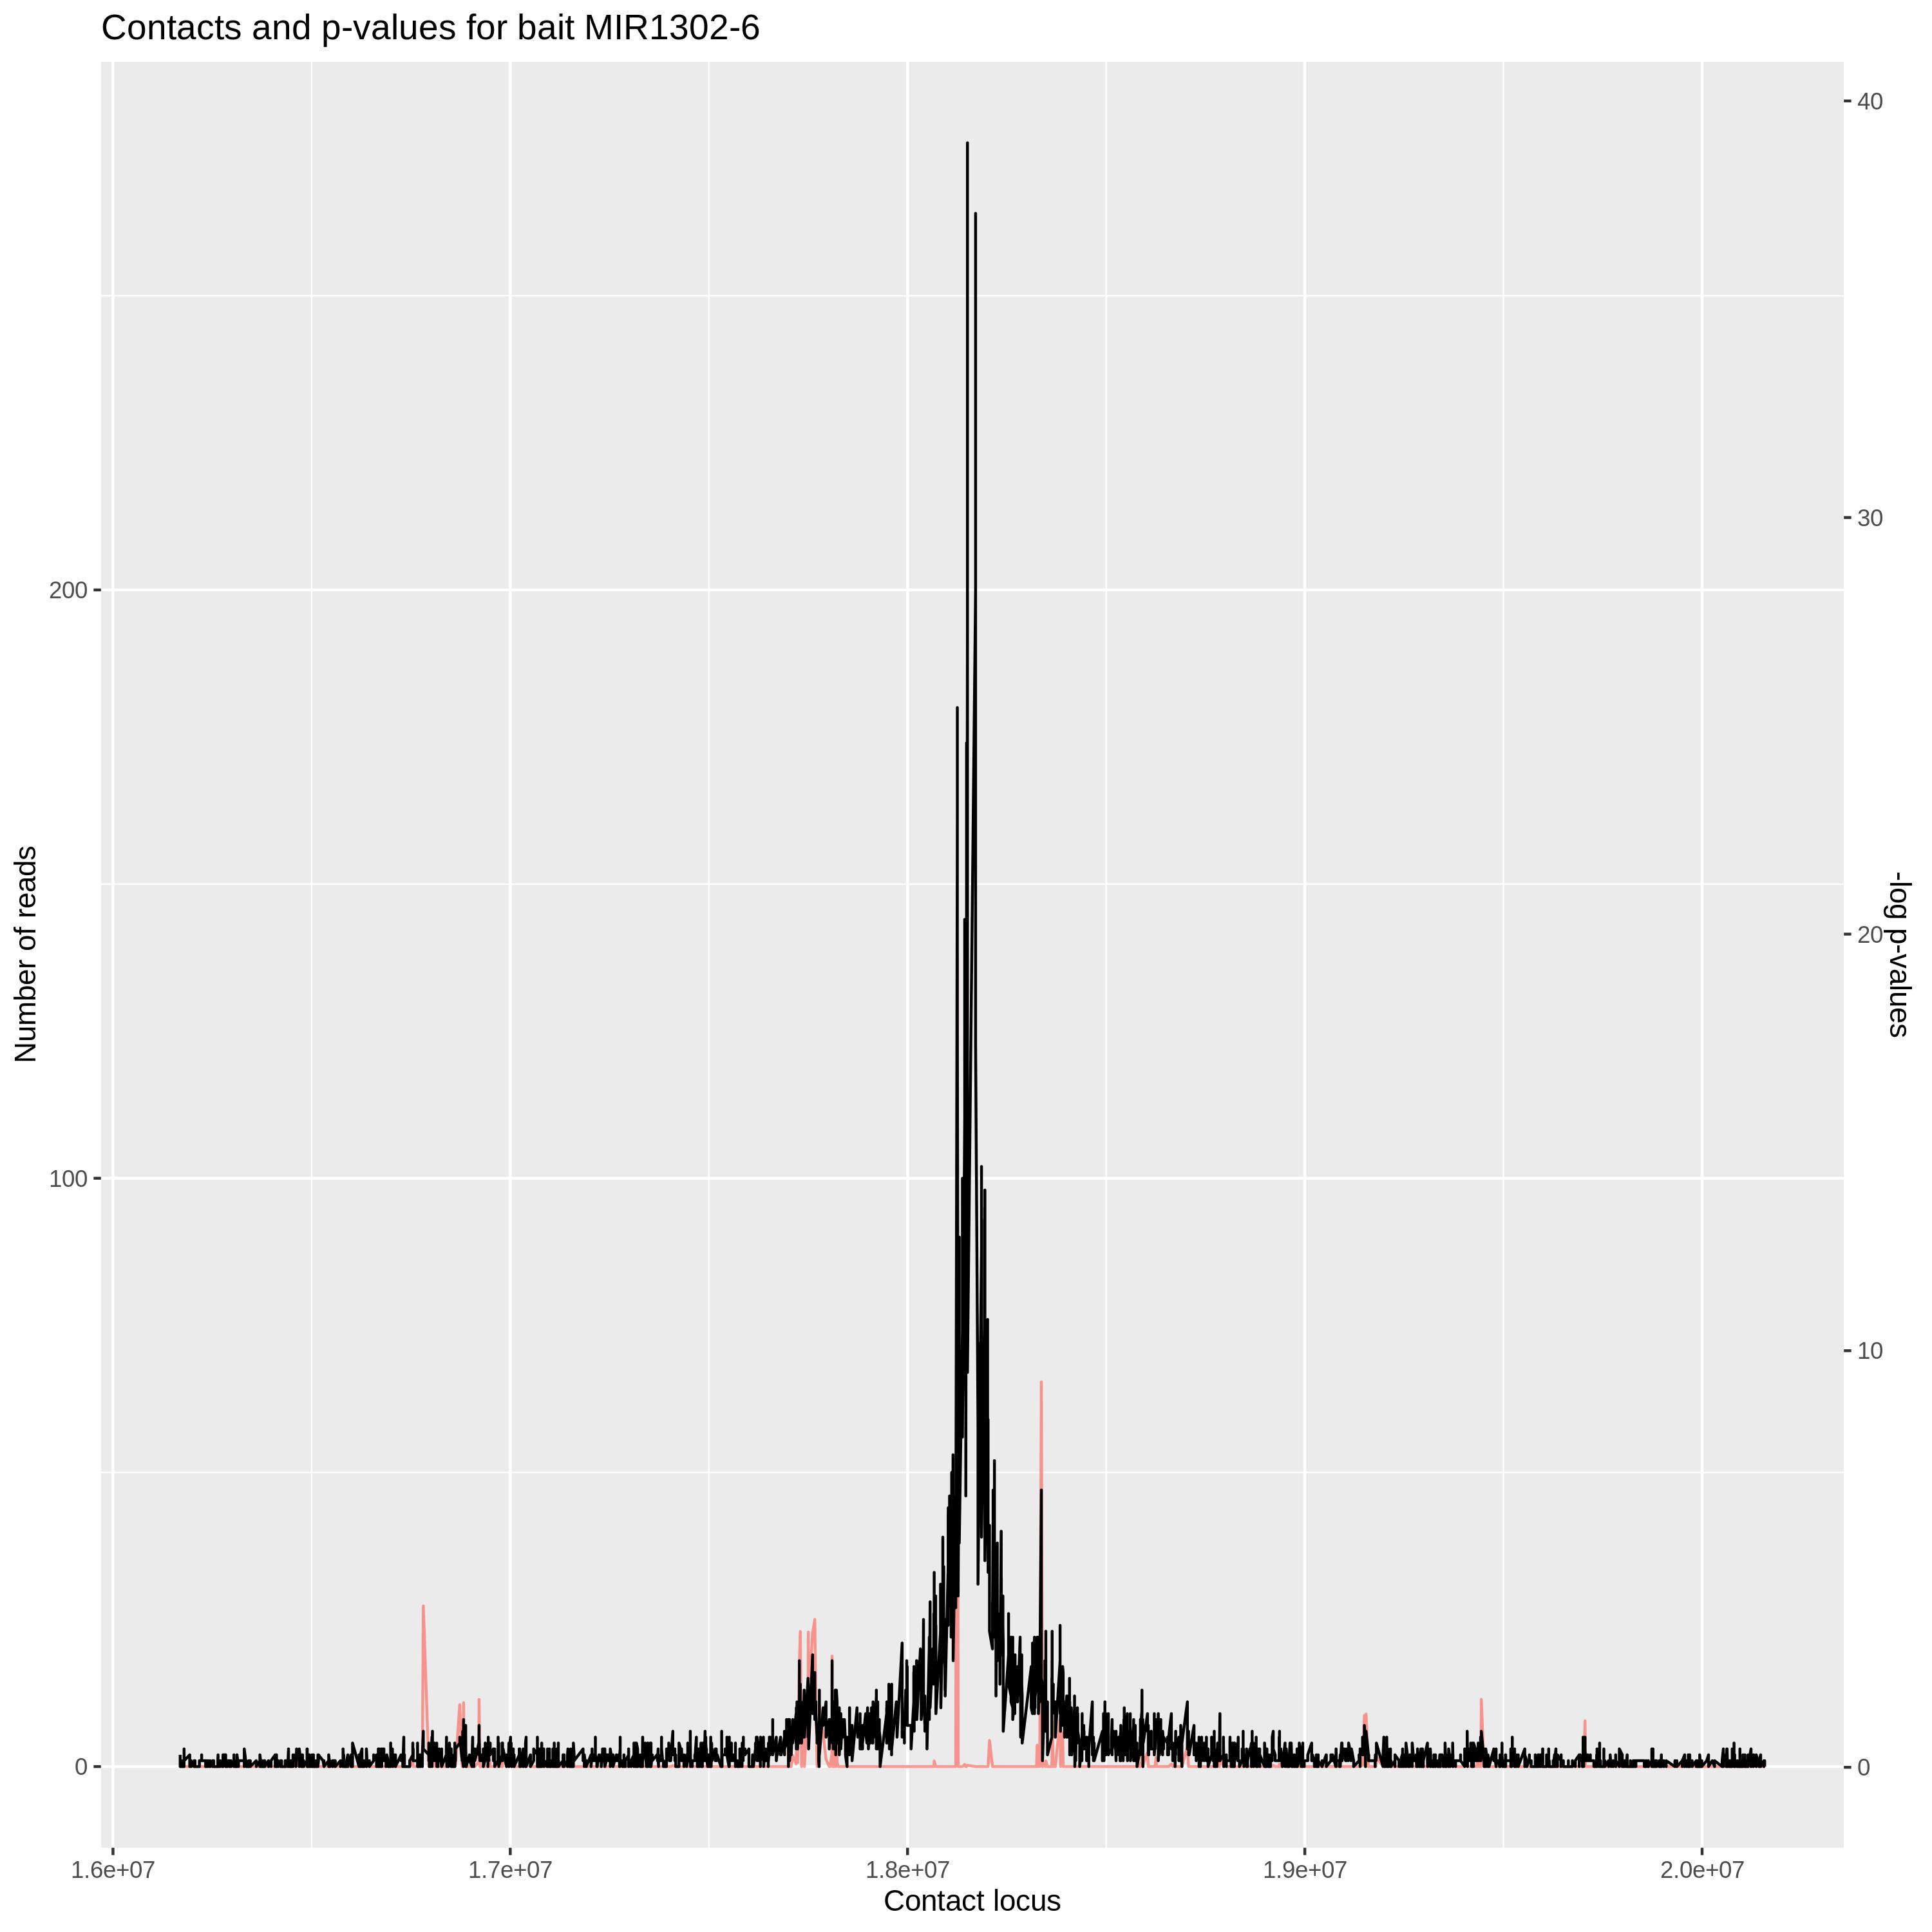 Contacts and p-values for bait MIR1302-6
Number of reads
200
100
0
40
30
20
10
0
-log p-values
1.6e+07
1.7e+07
1.8e+07
1.9e+07
2.0e+07
Contact locus